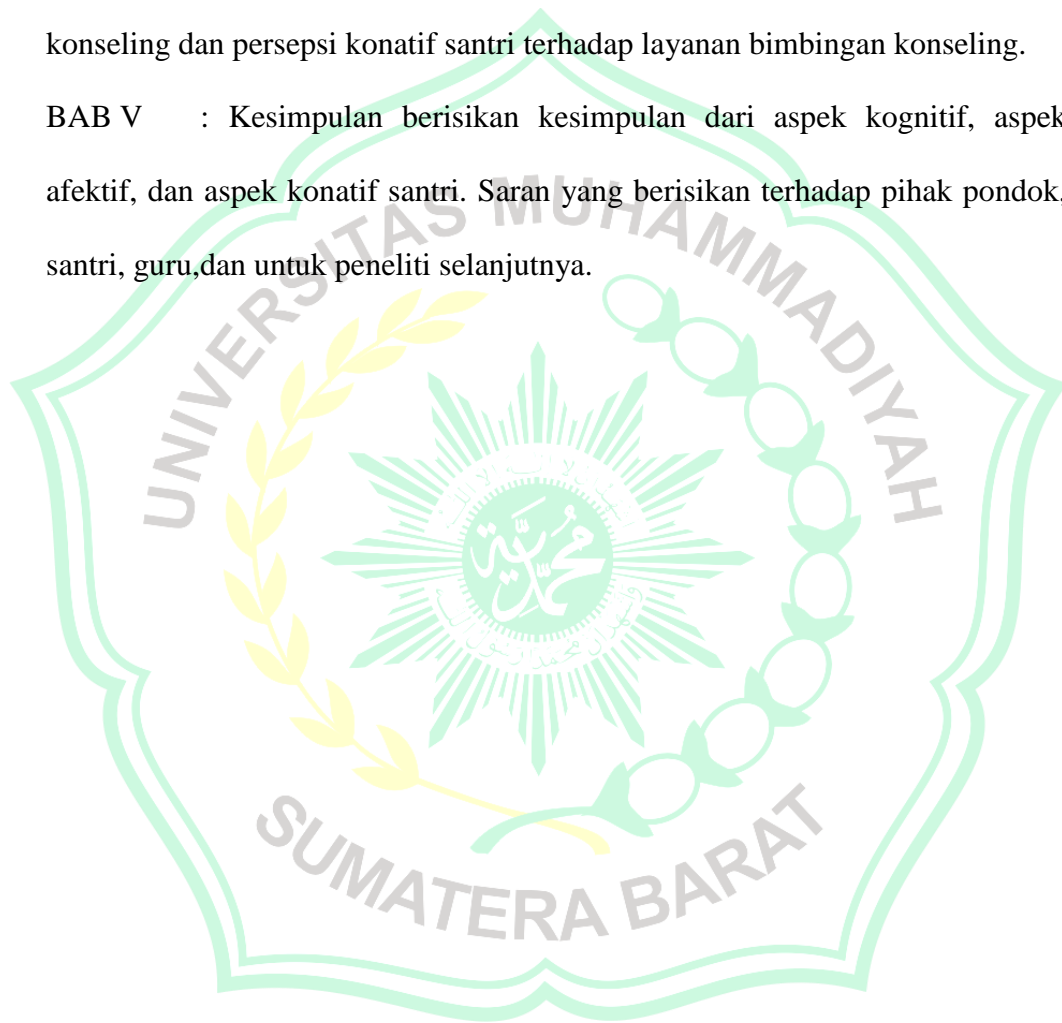 konseling dan persepsi konatif santri terhadap layanan bimbingan konseling.
BAB V : Kesimpulan berisikan kesimpulan dari aspek kognitif, aspek
afektif, dan aspek konatif santri. Saran yang berisikan terhadap pihak pondok,
santri, guru,dan untuk peneliti selanjutnya.
UNIVERSITAS MUHAMMADIYAH
محمدية
SUMATERA BARAT